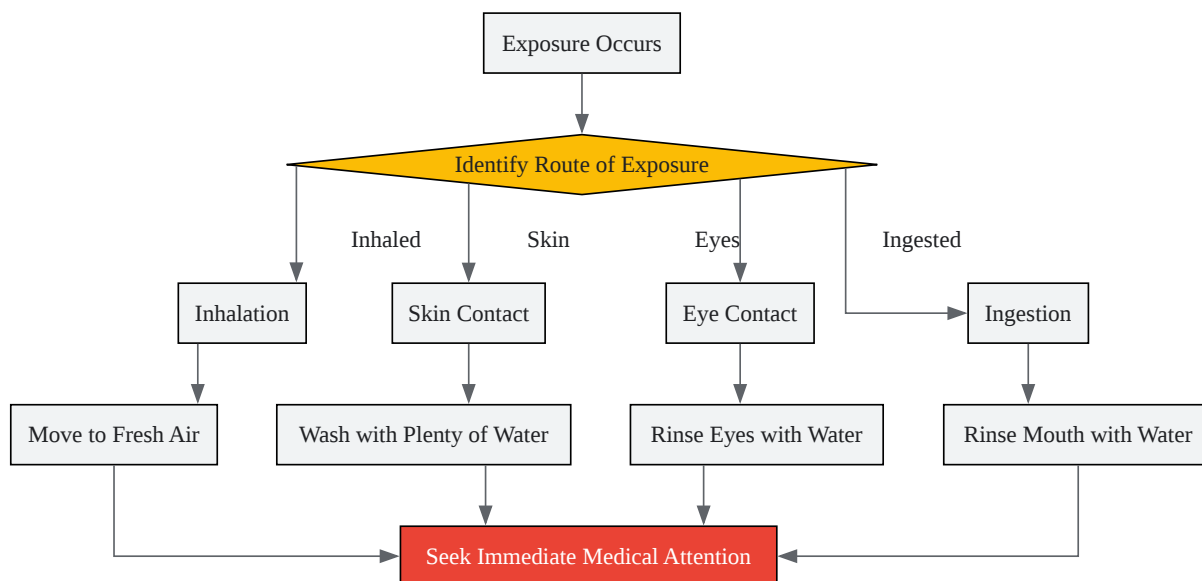 Exposure Occurs
Identify Route of Exposure
Inhaled
Skin
Eyes
Ingested
Inhalation
Skin Contact
Eye Contact
Ingestion
Move to Fresh Air
Wash with Plenty of Water
Rinse Eyes with Water
Rinse Mouth with Water
Seek Immediate Medical Attention